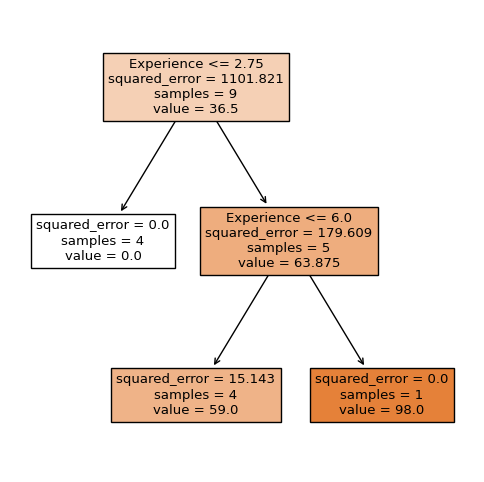 Experience <= 2.75
squared_error = 1101.821
samples = 9
value = 36.5
squared_error = 0.0
samples = 4
value = 0.0
Experience <= 6.0
squared_error = 179.609
samples = 5
value = 63.875
squared_error = 15.143
samples = 4
value = 59.0
squared_error = 0.0
samples = 1
value = 98.0